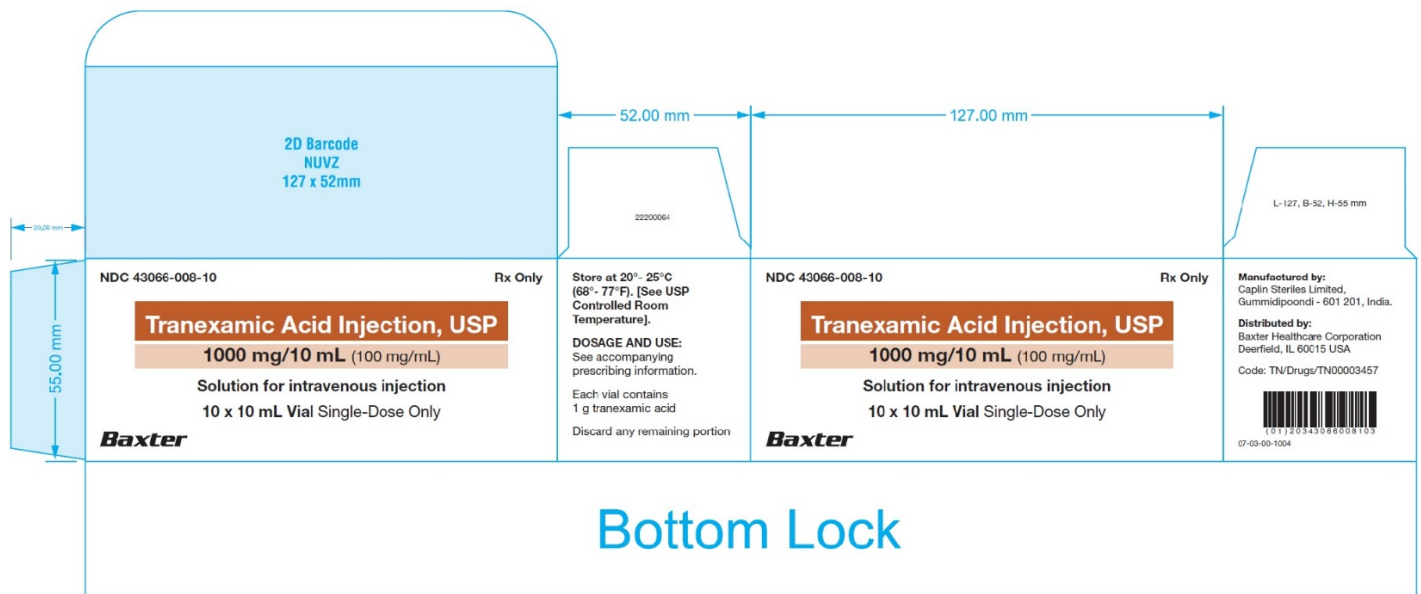 52.00 mm
127.00 mm
2D Barcode
NUVZ
127 x 52mm
22200064
L-127, B-52, H-55 mm
20.00 mm
55.00 mm
NDC 43066-008-10
Rx Only
Tranexamic Acid Injection, USP
1000 mg/10 mL (100 mg/mL)
Solution for intravenous injection
10 x 10 mL Vial Single-Dose Only
Baxter
Store at 20°- 25°C
(68°- 77°F). [See USP
Controlled Room
Temperature].
DOSAGE AND USE:
See accompanying
prescribing information.
Each vial contains
1 g tranexamic acid
Discard any remaining portion
NDC 43066-008-10
Rx Only
Tranexamic Acid Injection, USP
1000 mg/10 mL (100 mg/mL)
Solution for intravenous injection
10 x 10 mL Vial Single-Dose Only
Baxter
Manufactured by:
Caplin Steriles Limited,
Gummidipoondi - 601 201, India.
Distributed by:
Baxter Healthcare Corporation
Deerfield, IL 60015 USA
Code: TN/Drugs/TN00003457
(01)20343066008103
07-03-00-1004
Bottom Lock